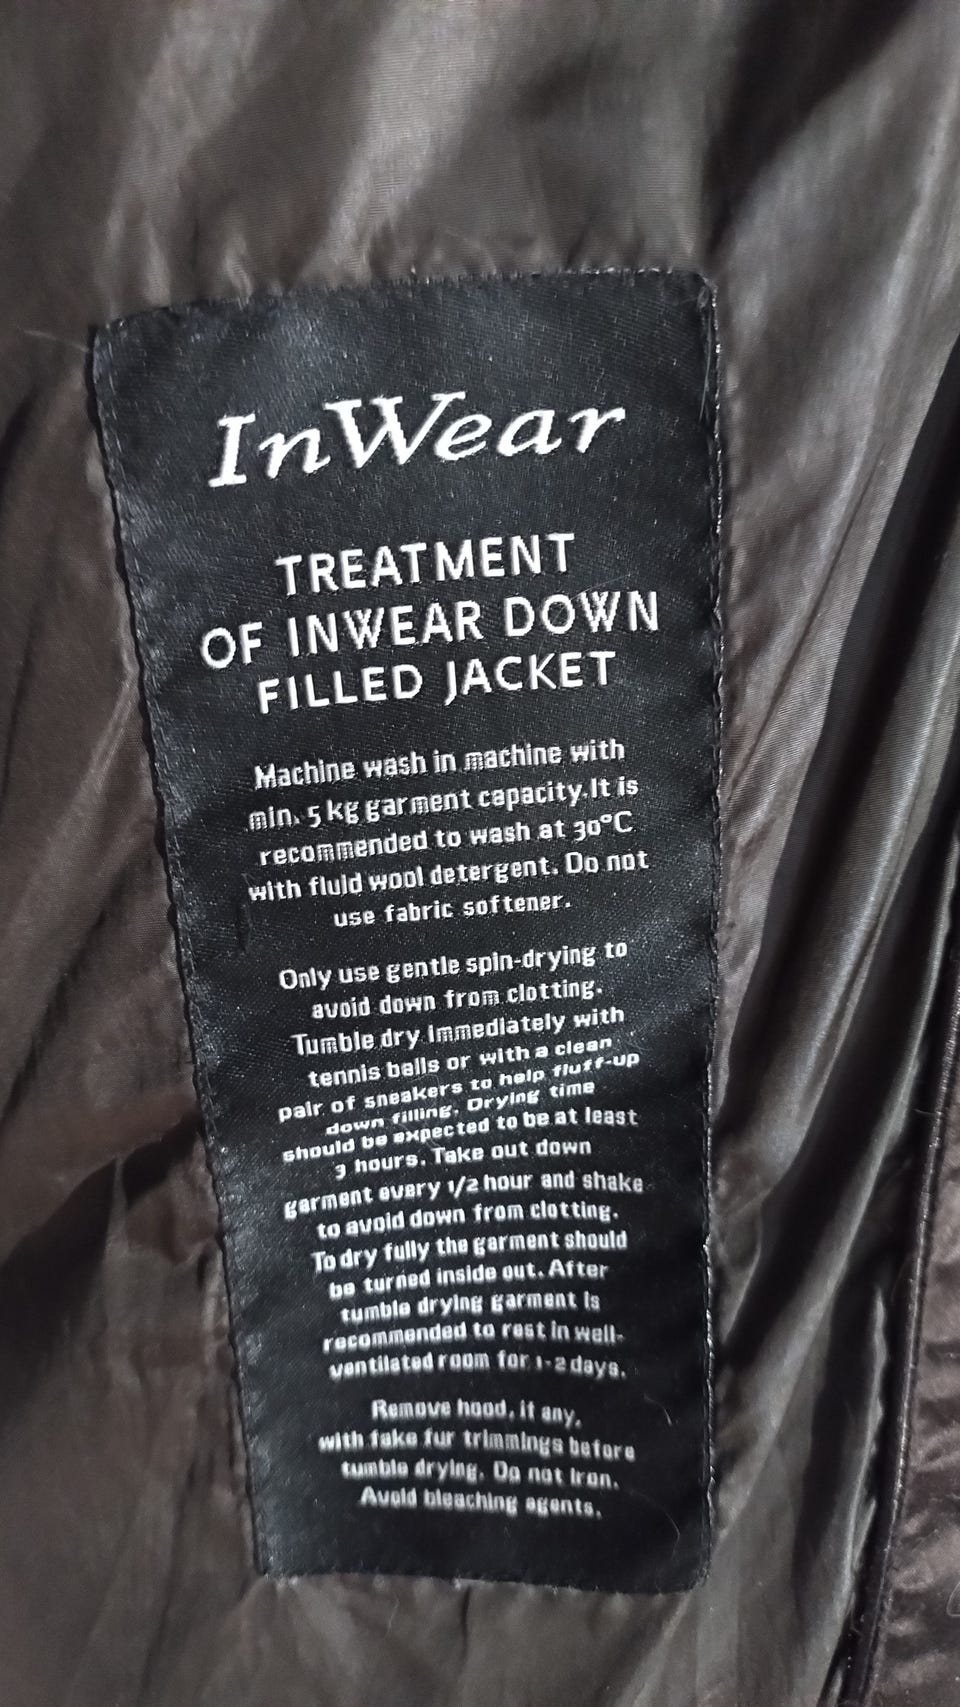 InWear
TREATMENT
OF INWEAR DOWN
FILLED JACKET
Machine wash in machine with
min. 5 kg garment capacity. It is
recommended to wash at 30°C
with fluid wool detergent. Do not
use fabric softener.
Only use gentle spin-drying to
avoid down from clotting.
Tumble dry immediately with
tennis balls or with a clean
pair of sneakers to help fluff-up
down filling. Drying time
should be expected to be at least
3 hours. Take out down
garment every 1/2 hour and shake
to avoid down from clotting.
To dry fully the garment should
be turned inside out. After
tumble drying garment is
recommended to rest in well-
ventilated room for 1-2 days.
Remove hood, if any,
with fake fur trimmings before
tumble drying. Do not iron.
Avoid bleaching agents.